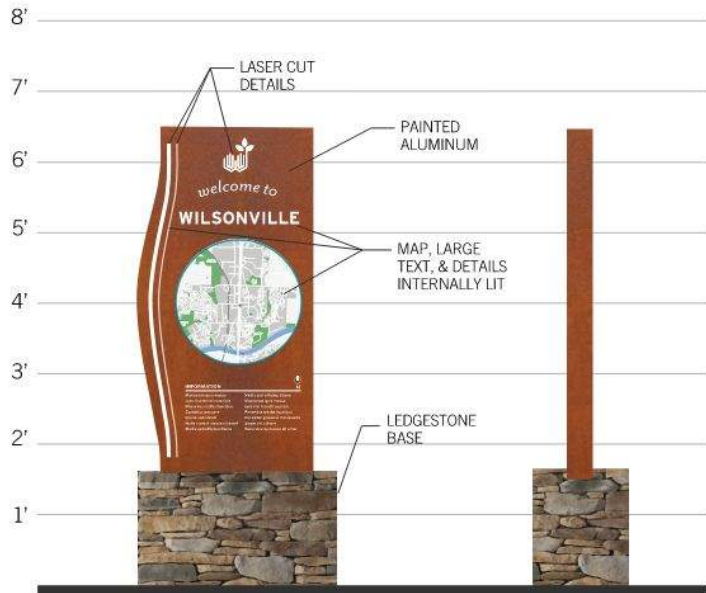 8'
7'
6'
5'
4'
3'
2'
1'
LASER CUT
DETAILS
PAINTED
ALUMINUM
welcome to
WILSONVILLE
MAP, LARGE
TEXT, & DETAILS
INTERNALLY LIT
INFORMATION
LEDGESTONE
BASE